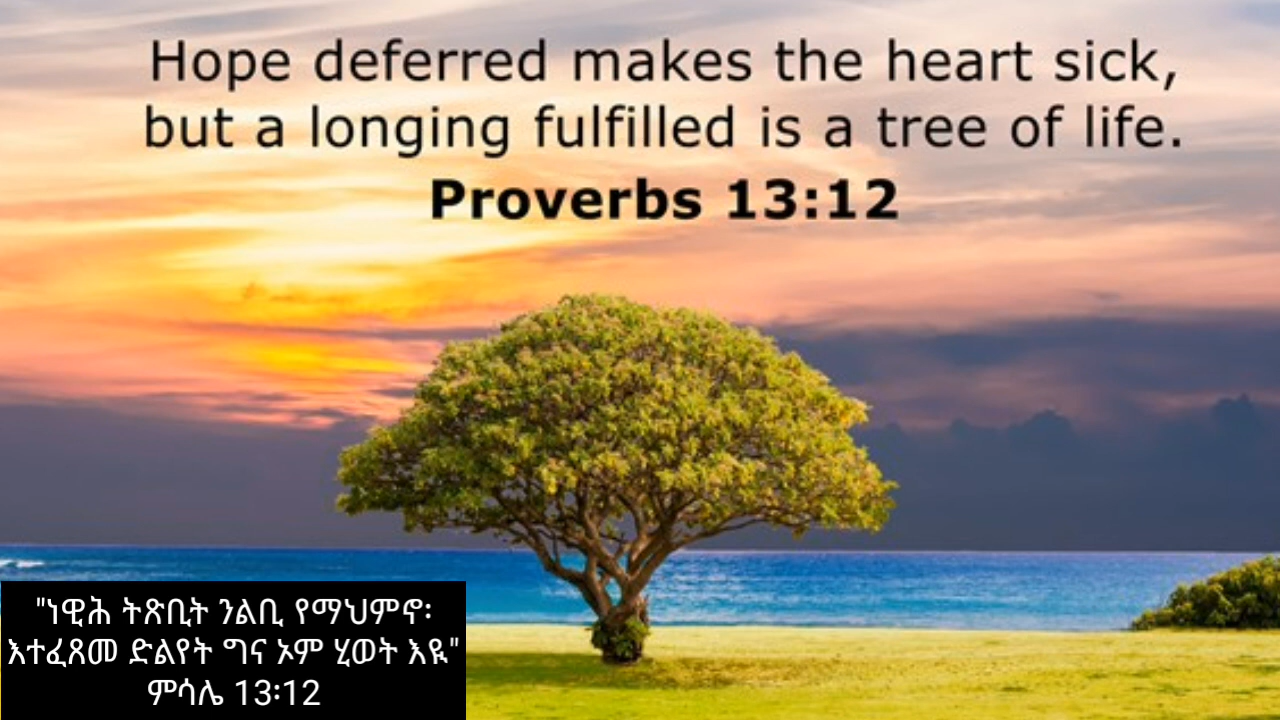 Hope deferred makes the heart sick,
but a longing fulfilled is a tree of life.
Proverbs 13:12
"ነዊሕ ትጽቢት ንልቢ የማህምኖ፡
እተፈጸመ ድልየት ግና ኦም ሂወት እዪ"
ምሳሌ 13፡12